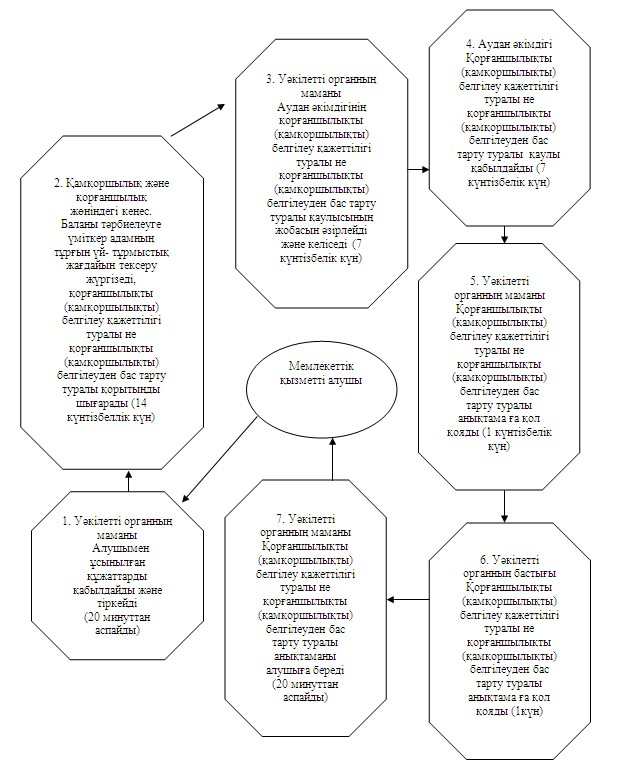 1. Уәкілетті органның
маманы
Алушымен
ұсынылған
құжаттарды
қабылдайды және
тіркейді
(20 минуттан
аспайды)
2. Қамқоршылық және
қорғаншылық
жөніндегі кеңес.
Баланы тәрбиелеуге
үміткер адамның
тұрғын үй- тұрмыстық
жағдайын тексеру
жүргізеді,
қорғаншылықты
(қамқоршылықты)
белгілеу қажеттілігі
туралы не
қорғаншылықты
(қамқоршылықты)
белгілеуден бас тарту
туралы қорытынды
шығарады (14
күнтізбеллік күн)
3. Уәкілетті органның
маманы
Аудан әкімдігінің
қорғаншылықты
(қамқоршылықты)
белгілеу қажеттілігі
туралы не
қорғаншылықты
(қамқоршылықты)
белгілеуден бас тарту
туралы қаулысының
жобасын әзірлейді
және келіседі (7
күнтізбелік күн)
4. Аудан әкімдігі
Қорғаншылықты
(қамқоршылықты)
белгілеу қажеттілігі
туралы не
қорғаншылықты
(қамқоршылықты)
белгілеуден бас
тарту туралы қаулы
қабылдайды (7
күнтізбелік күн)
5. Уәкілетті
органның маманы
Қорғаншылықты
(қамқоршылықты)
белгілеу қажеттілігі
туралы не
қорғаншылықты
(қамқоршылықты)
белгілеуден бас
тарту туралы
анықтама ға қол
қояды (1 күнтізбелік
күн)
6. Уәкілетті
органның бастығы
Қорғаншылықты
(қамқоршылықты)
белгілеу қажеттілігі
туралы не
қорғаншылықты
(қамқоршылықты)
белгілеуден бас
тарту туралы
анықтама ға қол
қояды (1күн)
7. Уәкілетті
органның маманы
Қорғаншылықты
(қамқоршылықты)
белгілеу қажеттілігі
туралы не
қорғаншылықты
(қамқоршылықты)
белгілеуден бас
тарту туралы
анықтаманы
алушыға береді
(20 минуттан
аспайды)
Мемлекеттік
қызметті алушы